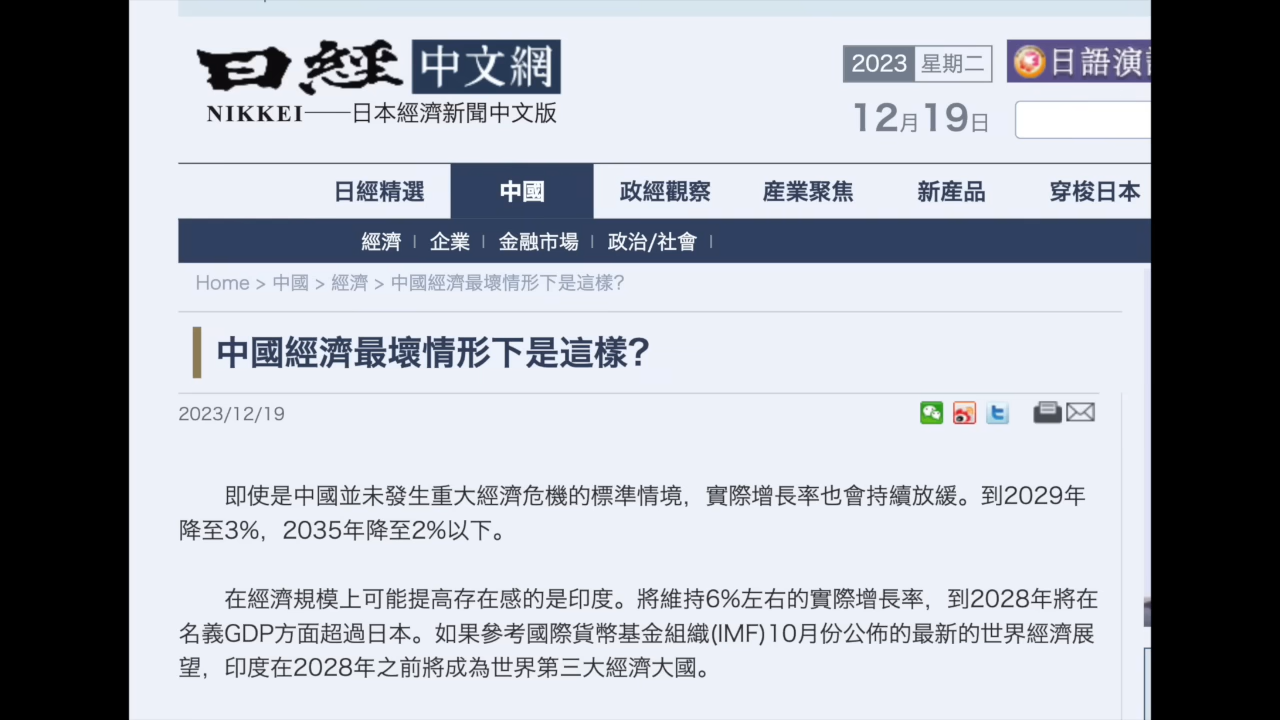 日經中文網
NIKKEI——日本經濟新聞中文版
2023 星期二
12月19日
日語演
日經精選 中國 政經觀察 產業聚焦 新產品 穿梭日本
經濟 | 企業 | 金融市場 | 政治/社會 |
Home > 中國 > 經濟 > 中國經濟最壞情形下是這樣?
中國經濟最壞情形下是這樣?
2023/12/19
即使是中國並未發生重大經濟危機的標準情境，實際增長率也會持續放緩。到2029年
降至3%，2035年降至2%以下。
在經濟規模上可能提高存在感的是印度。將維持6%左右的實際增長率，到2028年將在
名義GDP方面超過日本。如果參考國際貨幣基金組織(IMF)10月份公佈的最新的世界經濟展
望，印度在2028年之前將成為世界第三大經濟大國。